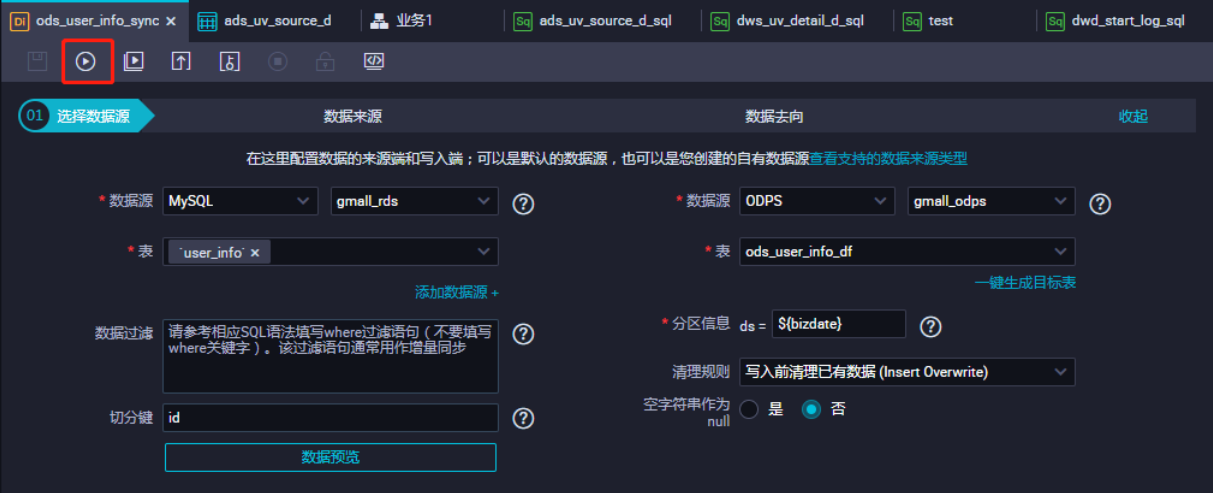 Di ods_user_info_sync × ads_uv_source_d 业务1 Sq ads_uv_source_d_sql Sq dws_uv_detail_d_sql Sq test Sq dwd_start_log_sql
01 选择数据源 数据来源 数据去向 收起
在这里配置数据的来源端和写入端；可以是默认的数据源，也可以是您创建的自有数据源查看支持的数据来源类型
* 数据源 MySQL gmall_rds ? * 数据源 ODPS gmall_odps ?
* 表 `user_info` × * 表 ods_user_info_df
添加数据源 + 一键生成目标表
数据过滤 请参考相应SQL语法填写where过滤语句（不要填写 ? * 分区信息 ds = ${bizdate} ?
where关键字）。该过滤语句通常用作增量同步
清理规则 写入前清理已有数据 (Insert Overwrite)
切分键 id ? 空字符串作为 是 否
null
数据预览